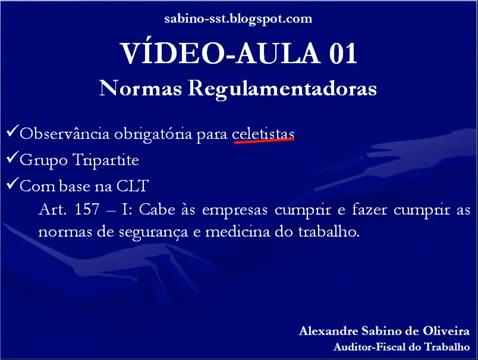 sabino-sst.blogspot.com
VÍDEO-AULA 01
Normas Regulamentadoras
✓Observância obrigatória para celetistas
✓Grupo Tripartite
✓Com base na CLT
Art. 157 – I: Cabe às empresas cumprir e fazer cumprir as
normas de segurança e medicina do trabalho.
Alexandre Sabino de Oliveira
Auditor-Fiscal do Trabalho